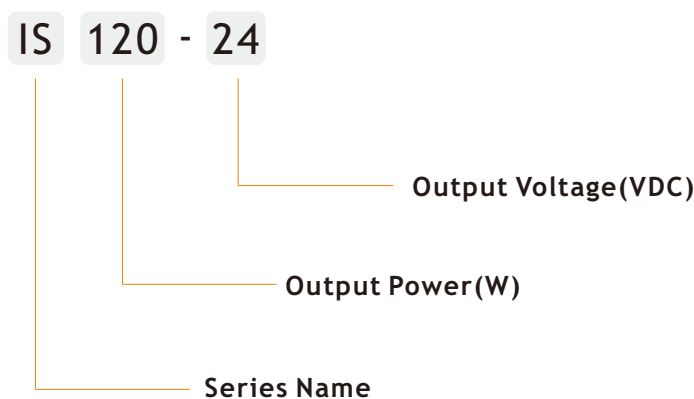 IS 120 - 24
Output Voltage(VDC)
Output Power(W)
Series Name